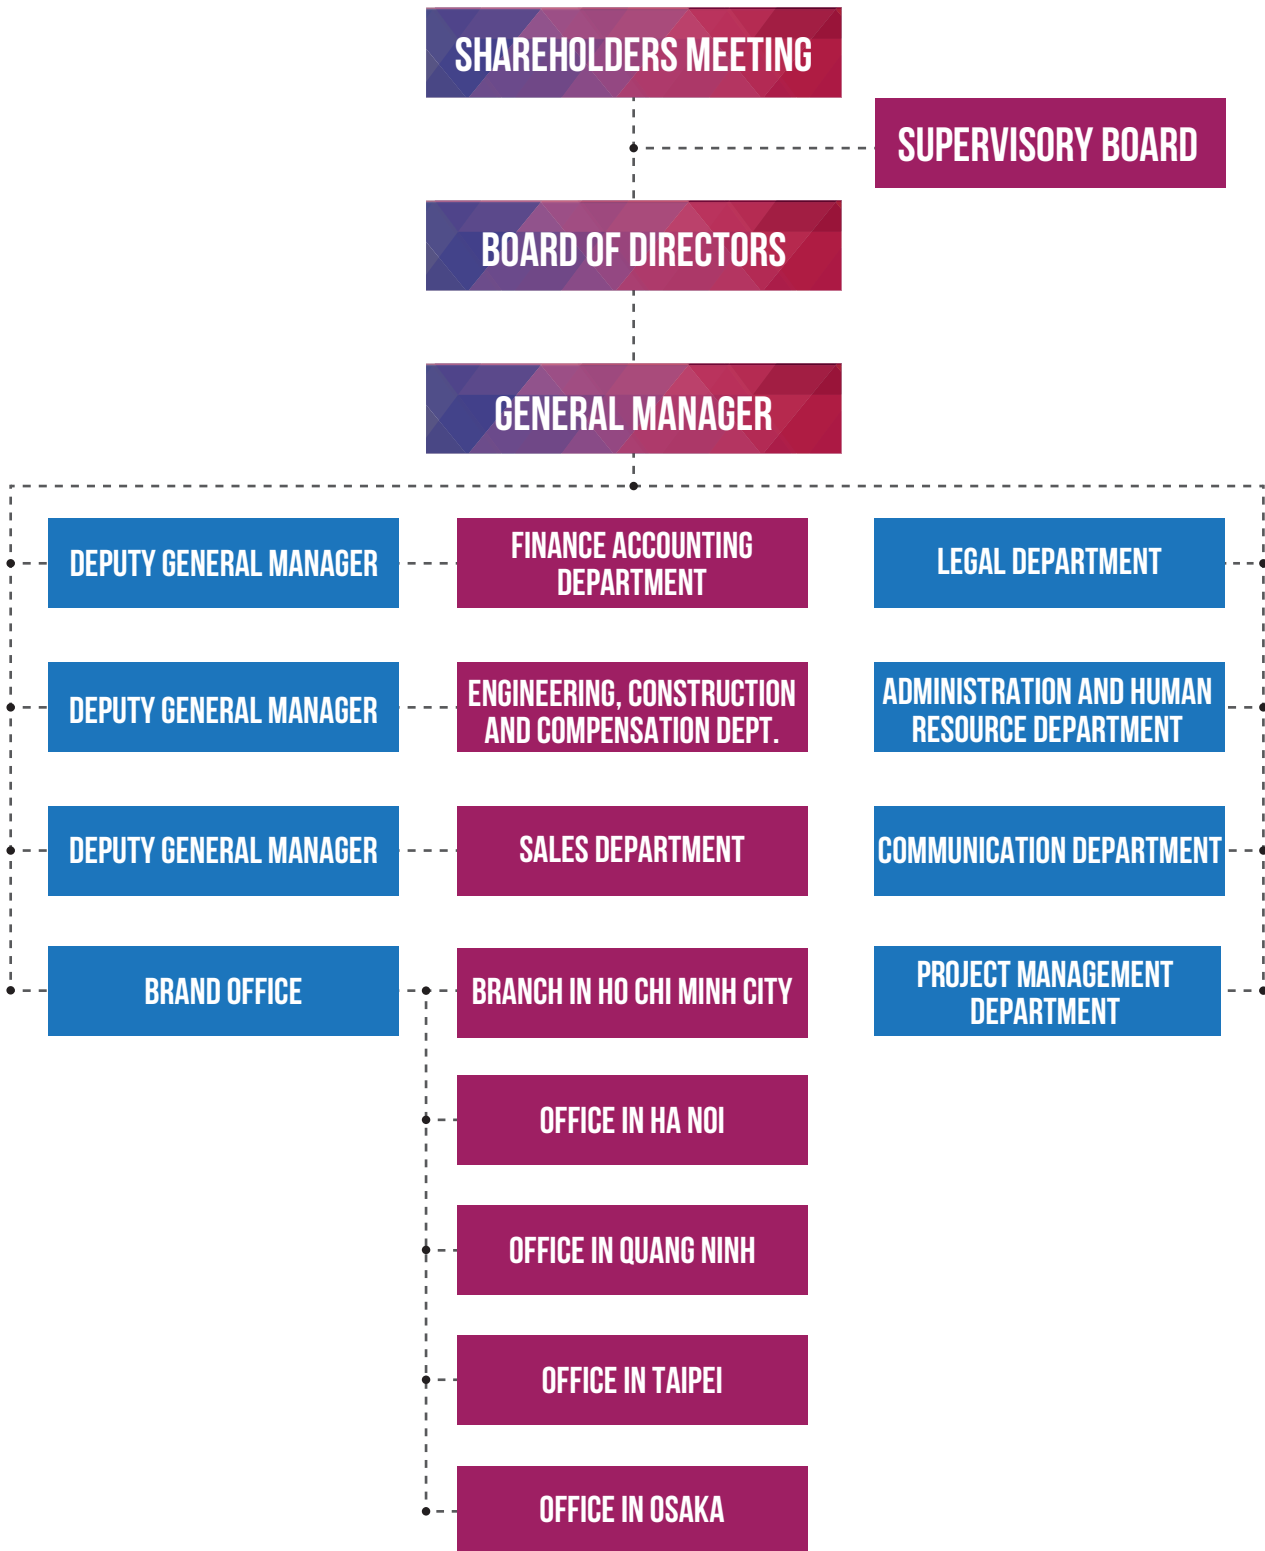 SHAREHOLDERS MEETING
SUPERVISORY BOARD
BOARD OF DIRECTORS
GENERAL MANAGER
DEPUTY GENERAL MANAGER
FINANCE ACCOUNTING
DEPARTMENT
LEGAL DEPARTMENT
DEPUTY GENERAL MANAGER
ENGINEERING, CONSTRUCTION
AND COMPENSATION DEPT.
ADMINISTRATION AND HUMAN
RESOURCE DEPARTMENT
DEPUTY GENERAL MANAGER
SALES DEPARTMENT
COMMUNICATION DEPARTMENT
BRAND OFFICE
BRANCH IN HO CHI MINH CITY
PROJECT MANAGEMENT
DEPARTMENT
OFFICE IN HA NOI
OFFICE IN QUANG NINH
OFFICE IN TAIPEI
OFFICE IN OSAKA